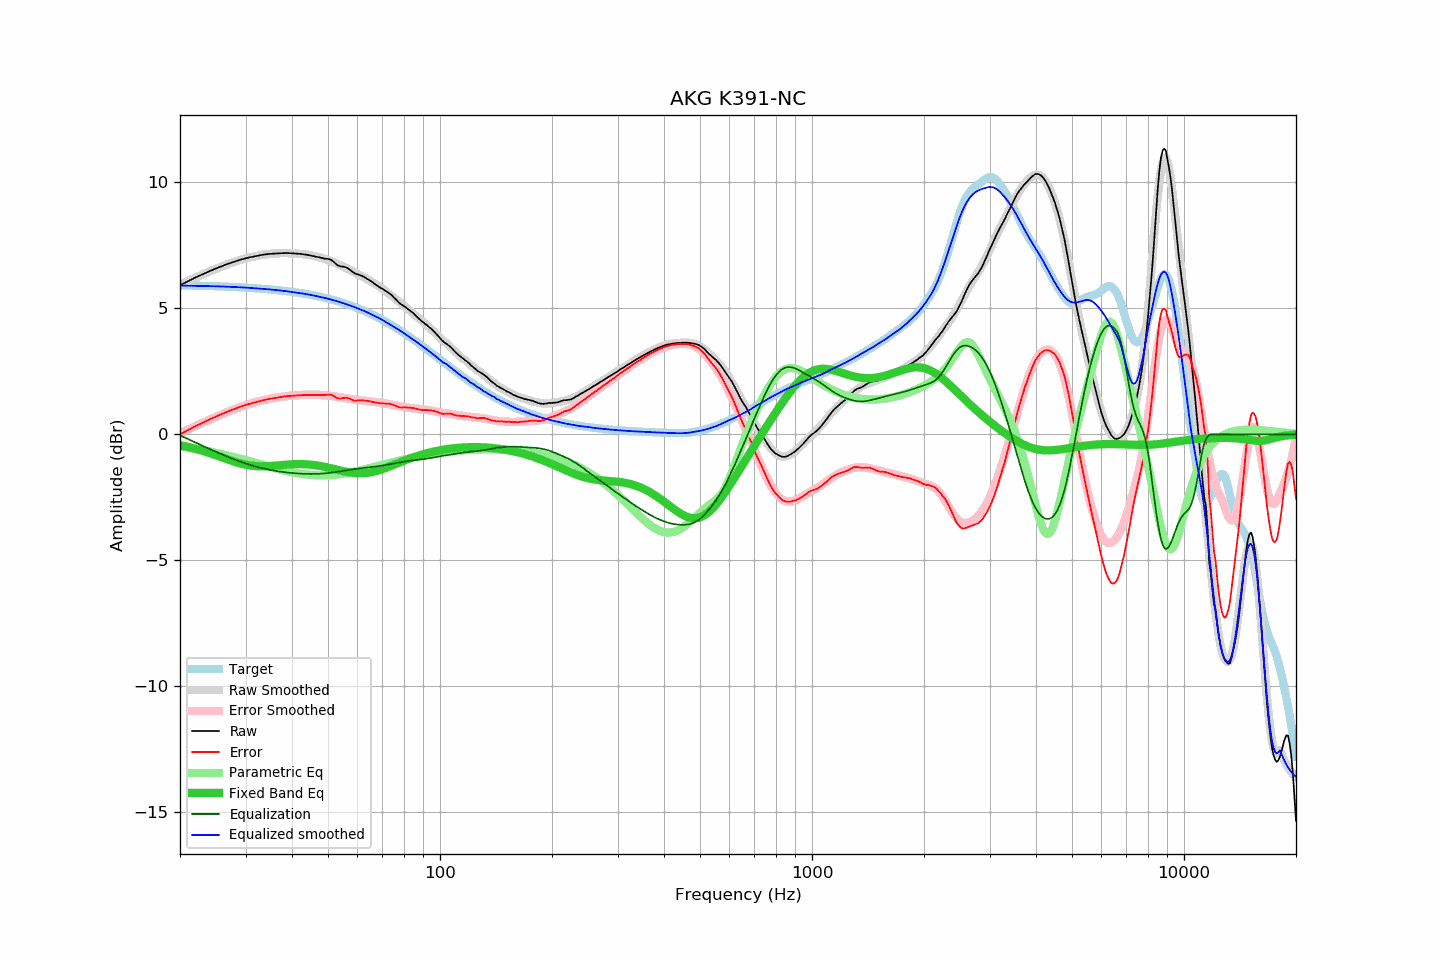 AKG K391-NC
Amplitude (dBr)
10
5
0
−5
−10
−15
Target
Raw Smoothed
Error Smoothed
Raw
Error
Parametric Eq
Fixed Band Eq
Equalization
Equalized smoothed
100 1000 10000
Frequency (Hz)